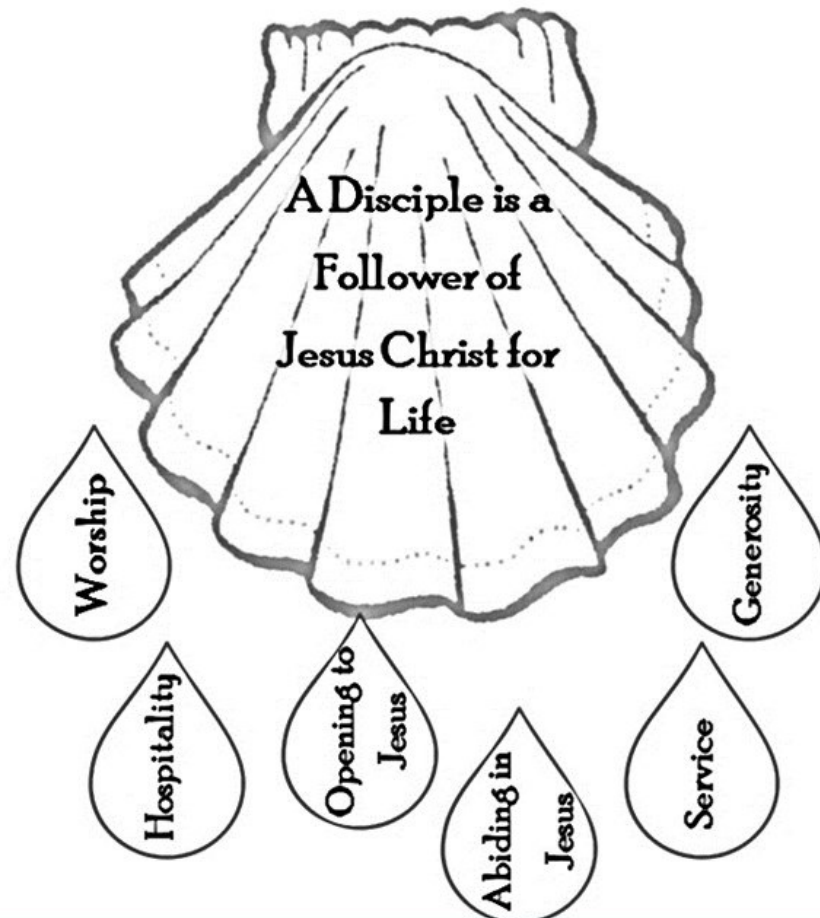 A Disciple is a
Follower of
Jesus Christ for
Life
Worship
Hospitality
Opening to
Jesus
Abiding in
Jesus
Service
Generosity